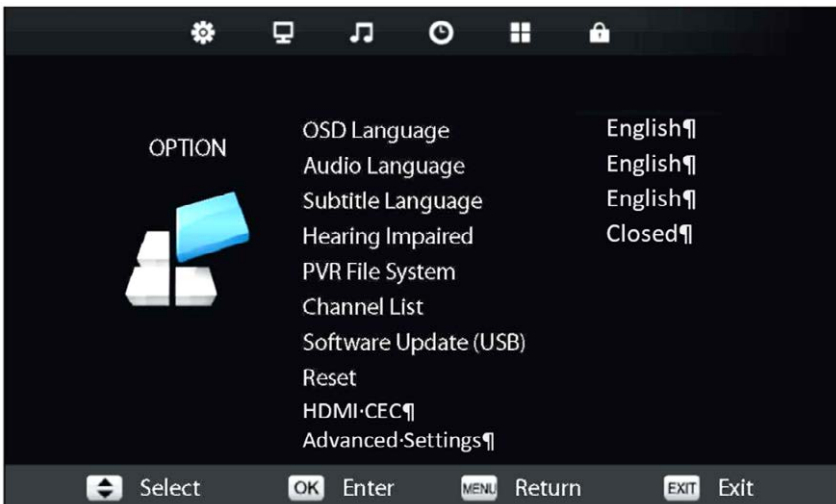 OPTION
OSD Language English¶
Audio Language English¶
Subtitle Language English¶
Hearing Impaired Closed¶
PVR File System
Channel List
Software Update (USB)
Reset
HDMI·CEC¶
Advanced·Settings¶
Select OK Enter MENU Return EXIT Exit